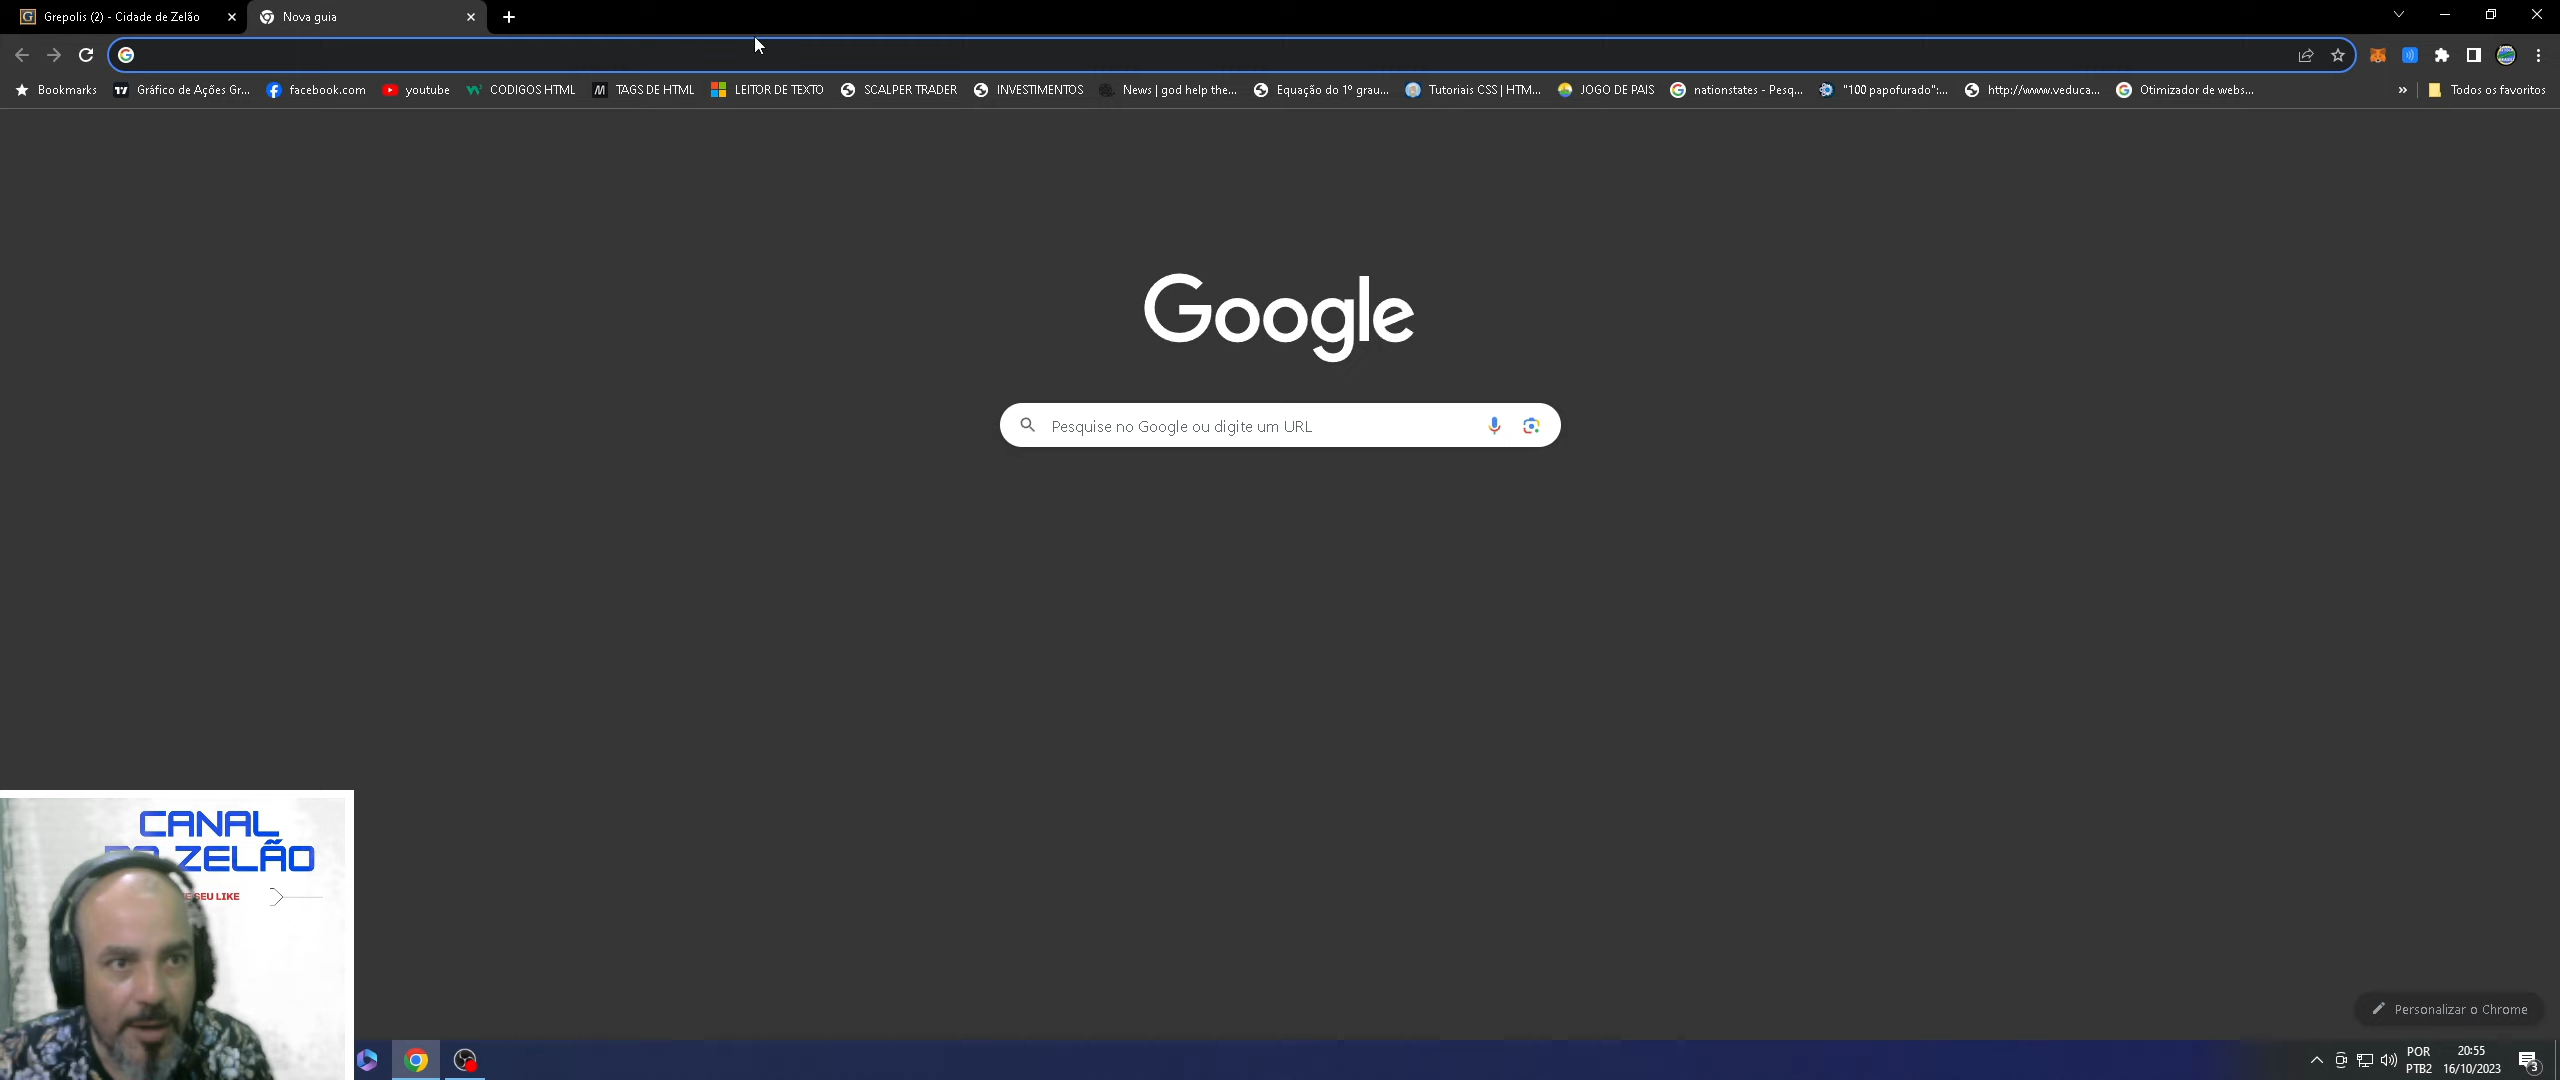 Grepolis (2) - Cidade de Zelão
Nova guia
Bookmarks
Gráfico de Ações Gr...
facebook.com
youtube
CODIGOS HTML
TAGS DE HTML
LEITOR DE TEXTO
SCALPER TRADER
INVESTIMENTOS
News | god help the...
Equação do 1º grau...
Tutoriais CSS | HTM...
JOGO DE PAIS
nationstates - Pesq...
"100 papofurado":...
http://www.veduca...
Otimizador de webs...
»
Todos os favoritos
Google
Pesquise no Google ou digite um URL
CANAL
ZELÃO
SEU LIKE
Personalizar o Chrome
POR
PTB2
20:55
16/10/2023
3